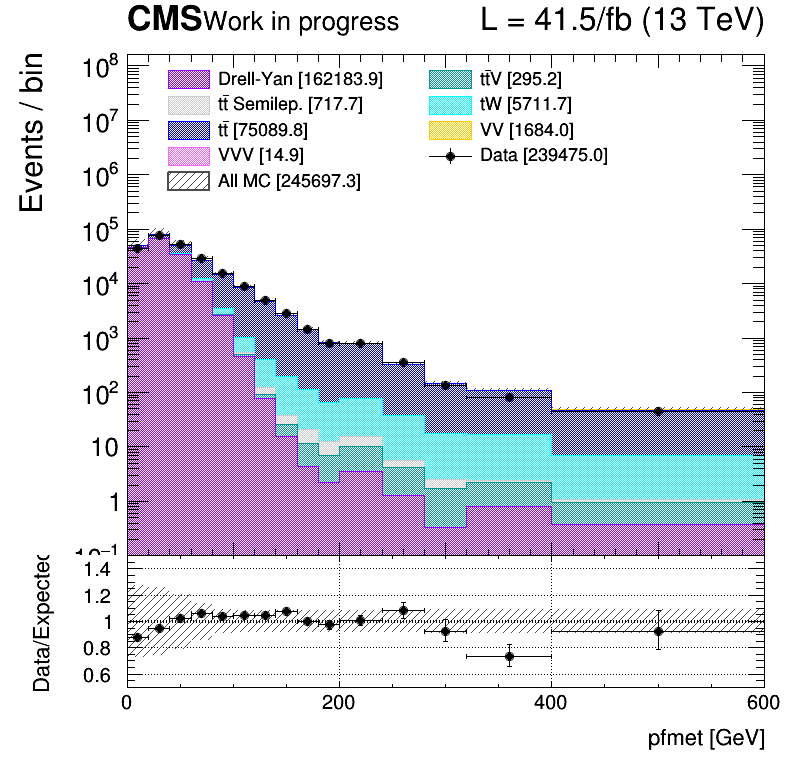 CMS Work in progress L = 41.5/fb (13 TeV)
Events / bin
Drell-Yan [162183.9] tt̄V [295.2]
tt̄ Semilep. [717.7] tW [5711.7]
tt̄ [75089.8] VV [1684.0]
VVV [14.9] Data [239475.0]
All MC [245697.3]
10⁸
10⁷
10⁶
10⁵
10⁴
10³
10²
10
1
10⁻¹
Data/Expected
1.4
1.2
1
0.8
0.6
0 200 400 600
pfmet [GeV]